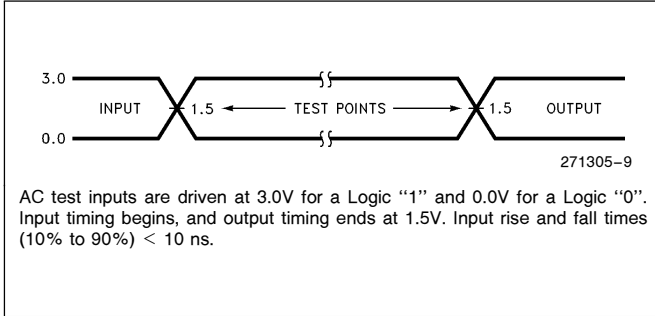 3.0
INPUT 1.5 TEST POINTS 1.5 OUTPUT
0.0
271305–9
AC test inputs are driven at 3.0V for a Logic ‘‘1’’ and 0.0V for a Logic ‘‘0’’.
Input timing begins, and output timing ends at 1.5V. Input rise and fall times
(10% to 90%) < 10 ns.